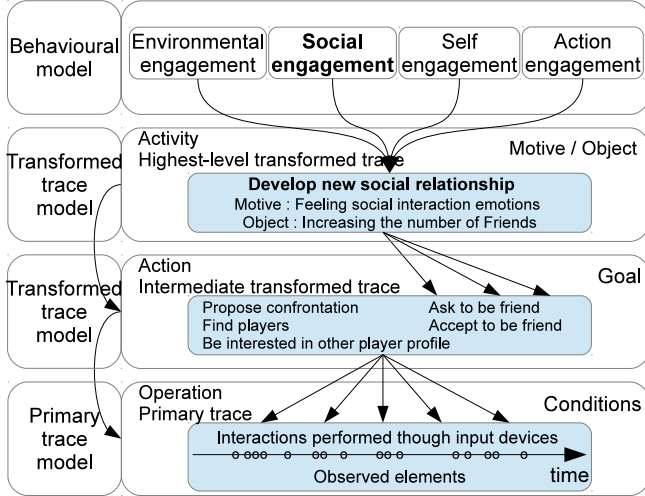 Behavioural
model
Environmental
engagement
Social
engagement
Self
engagement
Action
engagement
Transformed
trace
model
Activity
Highest-level transformed trace
Motive / Object
Develop new social relationship
Motive : Feeling social interaction emotions
Object : Increasing the number of Friends
Transformed
trace
model
Action
Intermediate transformed trace
Goal
Propose confrontation
Ask to be friend
Find players
Accept to be friend
Be interested in other player profile
Primary
trace
model
Operation
Primary trace
Conditions
Interactions performed though input devices
Observed elements
time